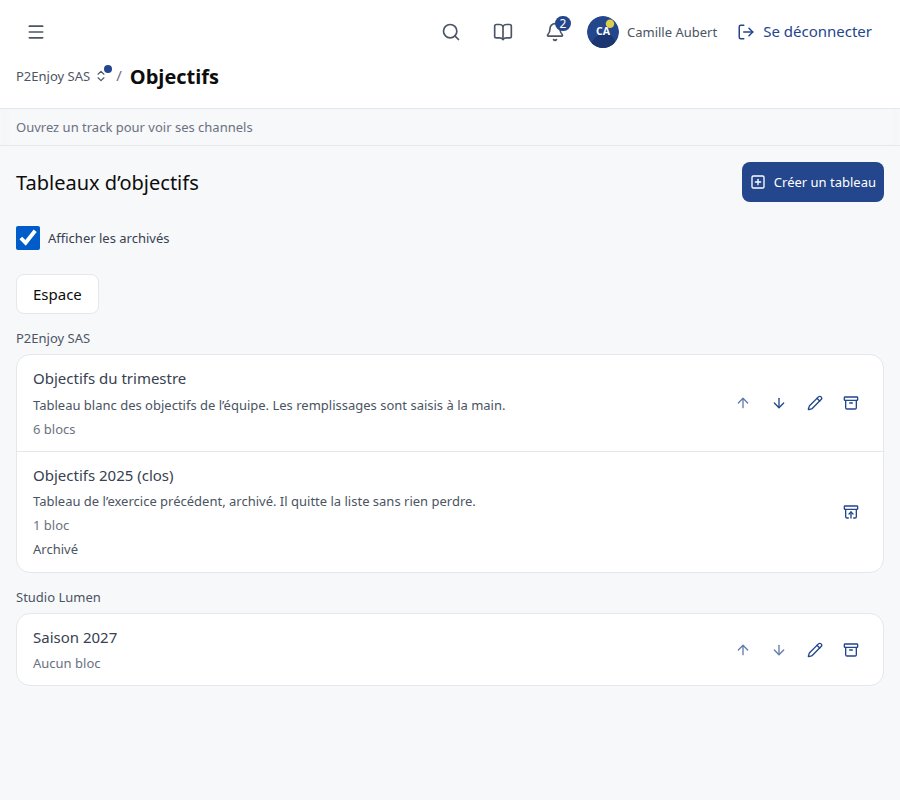 2
CA
Camille Aubert
Se déconnecter
P2Enjoy SAS / Objectifs
Ouvrez un track pour voir ses channels
Tableaux d’objectifs
Créer un tableau
Afficher les archivés
Espace
P2Enjoy SAS
Objectifs du trimestre
Tableau blanc des objectifs de l’équipe. Les remplissages sont saisis à la main.
6 blocs
Objectifs 2025 (clos)
Tableau de l’exercice précédent, archivé. Il quitte la liste sans rien perdre.
1 bloc
Archivé
Studio Lumen
Saison 2027
Aucun bloc